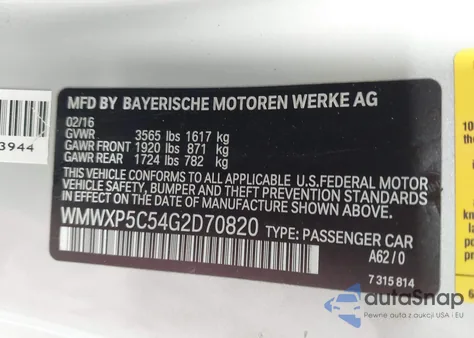 MFD BY BAYERISCHE MOTOREN WERKE AG
02/16
GVWR 3565 lbs 1617 kg
GAWR FRONT 1920 lbs 871 kg
GAWR REAR 1724 lbs 782 kg
THIS VEHICLE CONFORMS TO ALL APPLICABLE U.S.FEDERAL MOTOR
VEHICLE SAFETY, BUMPER AND THEFT PREVENTION STANDARDS
IN EFFECT ON THE DATE OF MANUFACTURE SHOWN ABOVE.
WMWXP5C54G2D70820 TYPE: PASSENGER CAR
A62/0
7 315 814
3944
10
autoSnap
Pewne auta z aukcji USA i EU